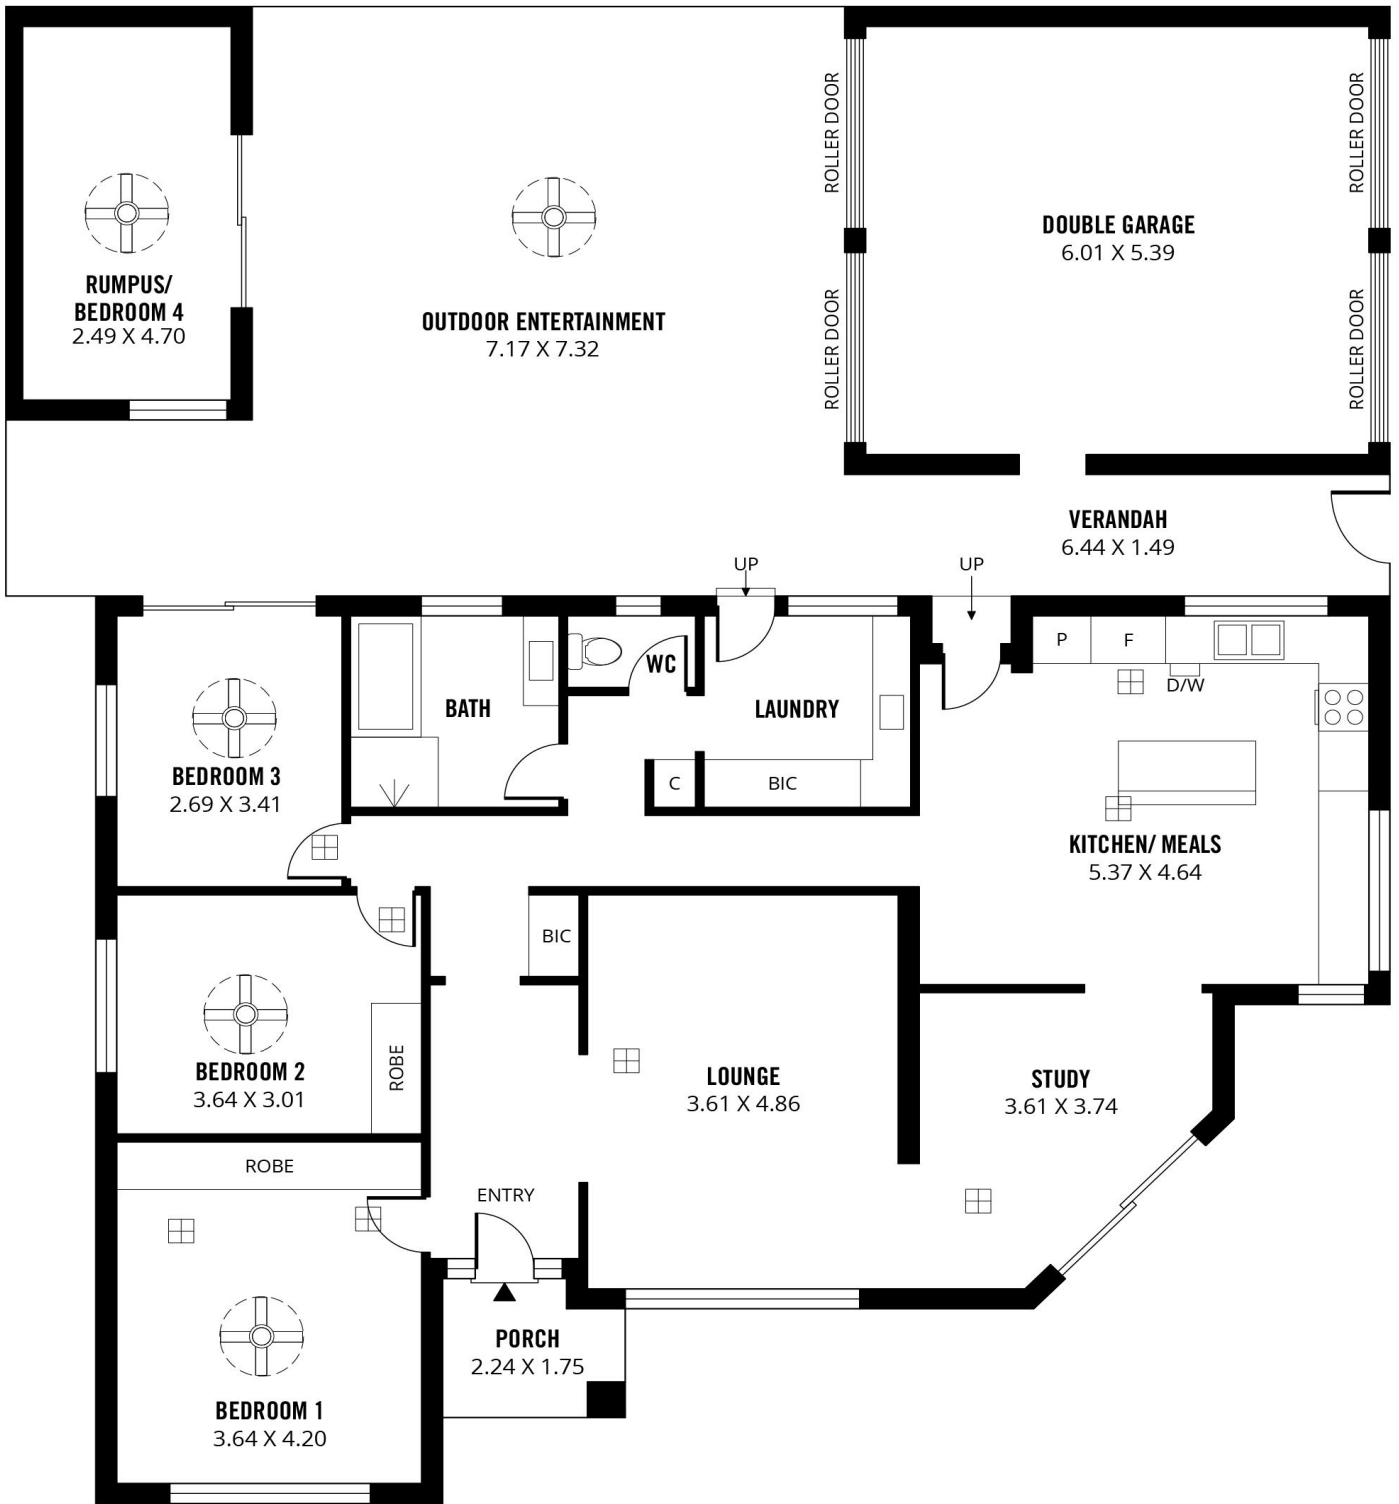 ROLLER DOOR
ROLLER DOOR
DOUBLE GARAGE
6.01 X 5.39
RUMPUS/
BEDROOM 4
2.49 X 4.70
OUTDOOR ENTERTAINMENT
7.17 X 7.32
ROLLER DOOR
ROLLER DOOR
VERANDAH
6.44 X 1.49
UP
UP
P
F
WC
D/W
BATH
LAUNDRY
BEDROOM 3
2.69 X 3.41
C
BIC
KITCHEN/ MEALS
5.37 X 4.64
BIC
ROBE
BEDROOM 2
3.64 X 3.01
LOUNGE
3.61 X 4.86
STUDY
3.61 X 3.74
ROBE
ENTRY
PORCH
2.24 X 1.75
BEDROOM 1
3.64 X 4.20